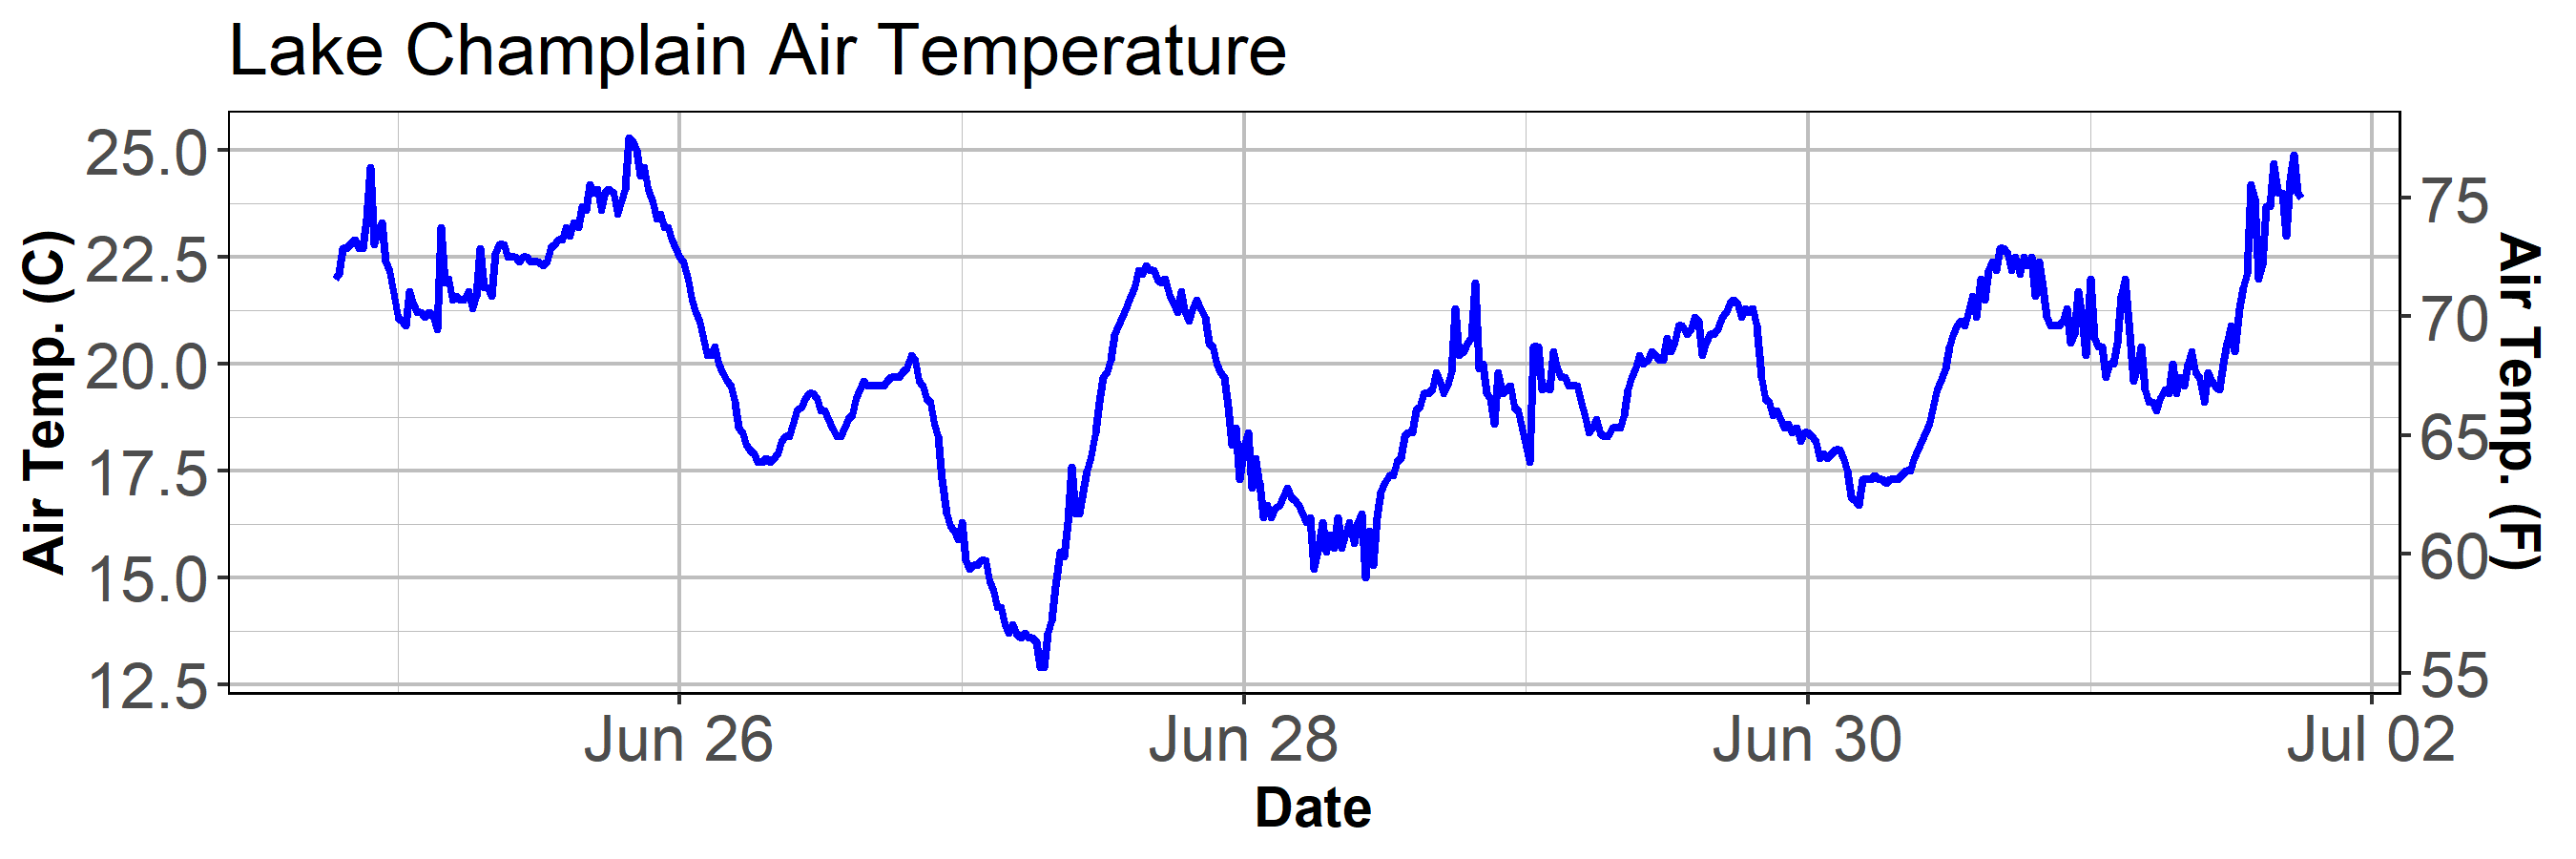 Lake Champlain Air Temperature
Air Temp. (C)
25.0
22.5
20.0
17.5
15.0
12.5
75
70
65
60
55
Air Temp. (F)
Jun 26
Jun 28
Jun 30
Jul 02
Date